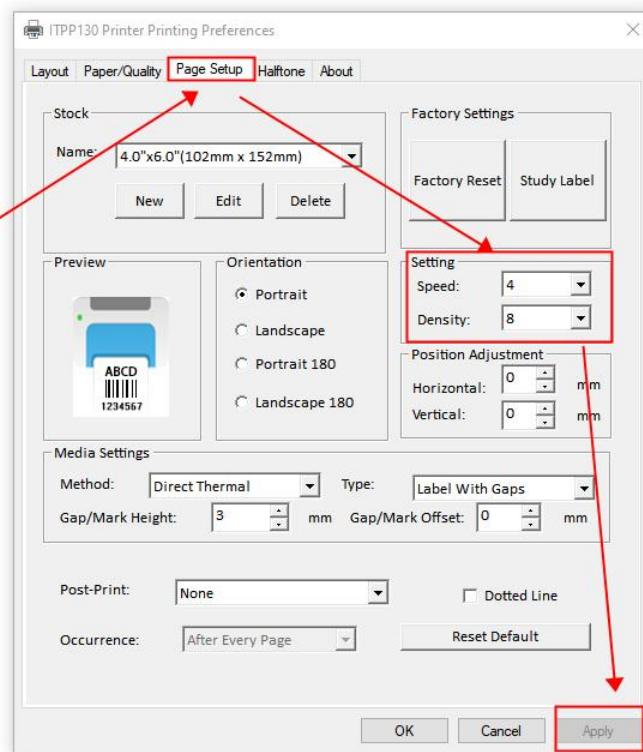 ITPP130 Printer Printing Preferences
Layout Paper/Quality Page Setup Halftone About
Stock
Name: 4.0"x6.0"(102mm x 152mm)
New Edit Delete
Factory Settings
Factory Reset Study Label
Preview
ABCD
1234567
Orientation
Portrait
Landscape
Portrait 180
Landscape 180
Setting
Speed: 4
Density: 8
Position Adjustment
Horizontal: 0 mm
Vertical: 0 mm
Media Settings
Method: Direct Thermal Type: Label With Gaps
Gap/Mark Height: 3 mm Gap/Mark Offset: 0 mm
Post-Print: None Dotted Line
Occurrence: After Every Page Reset Default
OK Cancel Apply